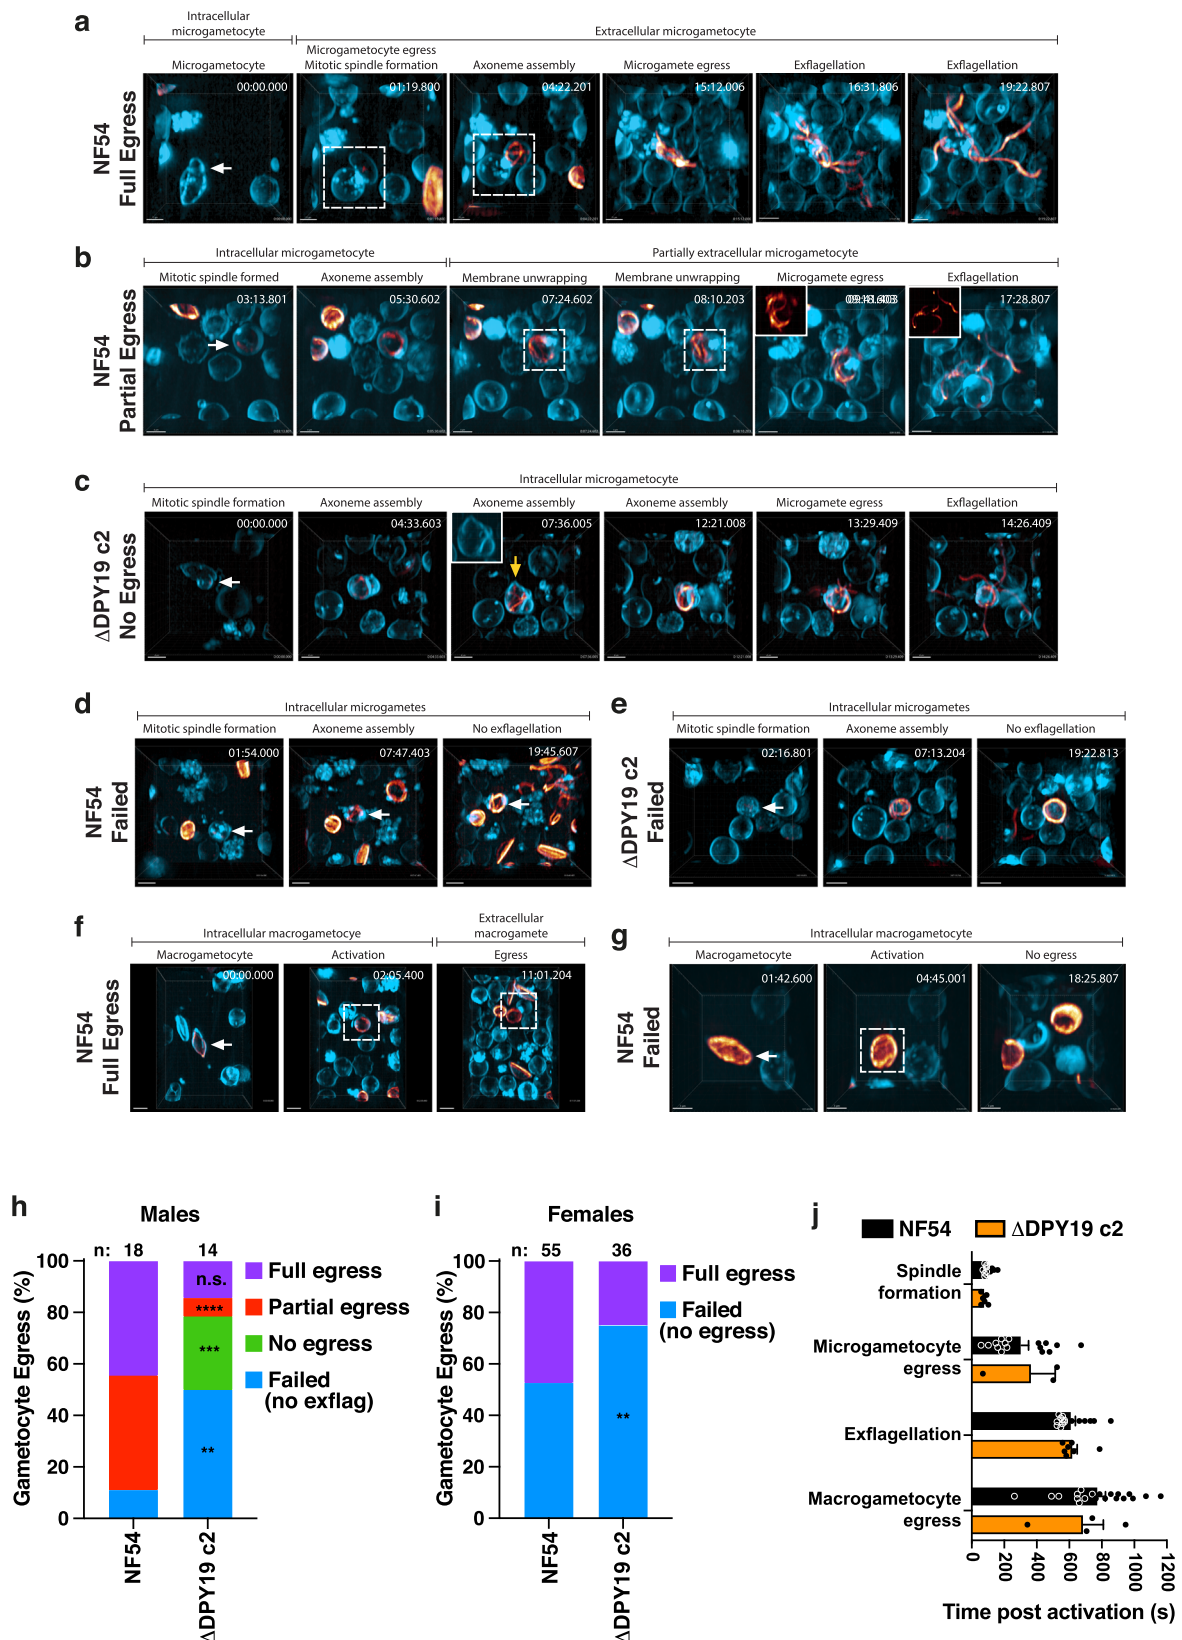 a
Intracellular
microgametocyte
Extracellular microgametocyte
Microgametocyte
Microgametocyte egress
Mitotic spindle formation
Axoneme assembly
Microgamete egress
Exflagellation
Exflagellation
NF54
Full Egress
00:00.000
01:19.800
04:22.201
15:12.006
16:31.806
19:22.807
b
Intracellular microgametocyte
Partially extracellular microgametocyte
Mitotic spindle formed
Axoneme assembly
Membrane unwrapping
Membrane unwrapping
Microgamete egress
Exflagellation
NF54
Partial Egress
03:13.801
05:30.602
07:24.602
08:10.203
17:28.807
c
Intracellular microgametocyte
Mitotic spindle formation
Axoneme assembly
Axoneme assembly
Axoneme assembly
Microgamete egress
Exflagellation
ΔDPY19 c2
No Egress
00:00.000
04:33.603
07:36.005
12:21.008
13:29.409
14:26.409
d
Intracellular microgametes
Mitotic spindle formation
Axoneme assembly
No exflagellation
NF54
Failed
01:54.000
07:47.403
19:45.607
e
Intracellular microgametes
Mitotic spindle formation
Axoneme assembly
No exflagellation
ΔDPY19 c2
Failed
02:16.801
07:13.204
19:22.813
f
Intracellular macrogametocyte
Extracellular
macrogamete
Macrogametocyte
Activation
Egress
NF54
Full Egress
00:00.000
02:05.400
11:01.204
g
Intracellular macrogametocyte
Macrogametocyte
Activation
No egress
NF54
Failed
01:42.600
04:45.001
18:25.807
h
Males
n: 18 14
Gametocyte Egress (%)
100
80
60
40
20
0
n.s.
****
***
**
Full egress
Partial egress
No egress
Failed
(no exflag)
NF54
ΔDPY19 c2
i
Females
n: 55 36
Gametocyte Egress (%)
100
80
60
40
20
0
**
Full egress
Failed
(no egress)
NF54
ΔDPY19 c2
j
NF54
ΔDPY19 c2
Spindle
formation
Microgametocyte
egress
Exflagellation
Macrogametocyte
egress
0
200
400
600
800
1000
1200
Time post activation (s)